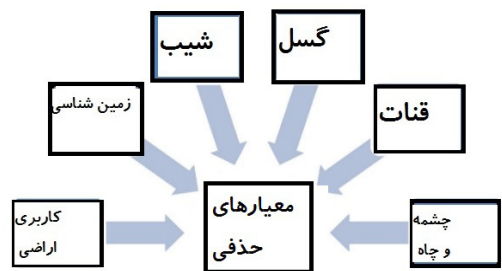 شیب
گسل
زمین شناسی
قنات
کاربری
اراضی
معیارهای
حذفی
چشمه
و چاه